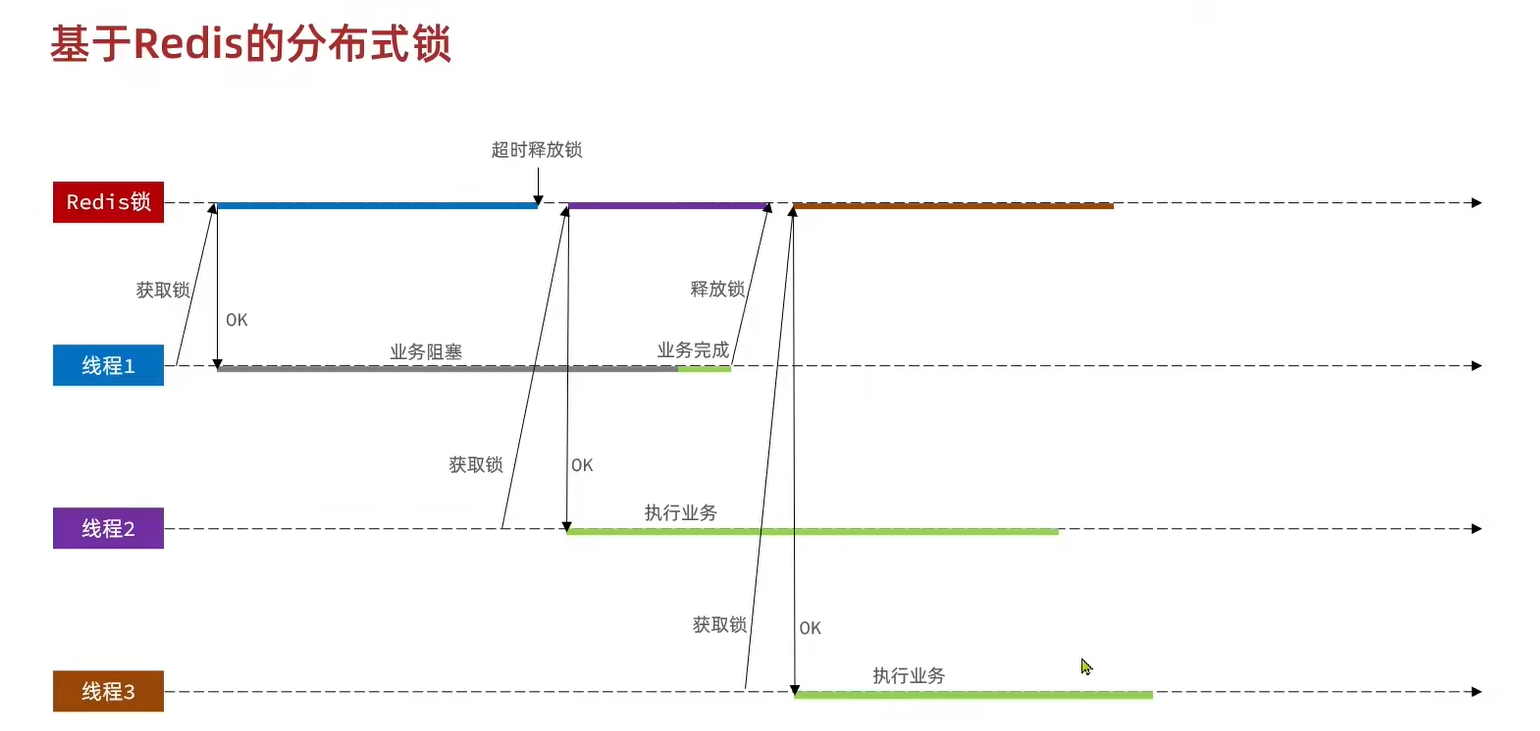 基于Redis的分布式锁
超时释放锁
Redis锁
获取锁
释放锁
OK
线程1
业务阻塞
业务完成
获取锁
OK
线程2
执行业务
获取锁
OK
线程3
执行业务